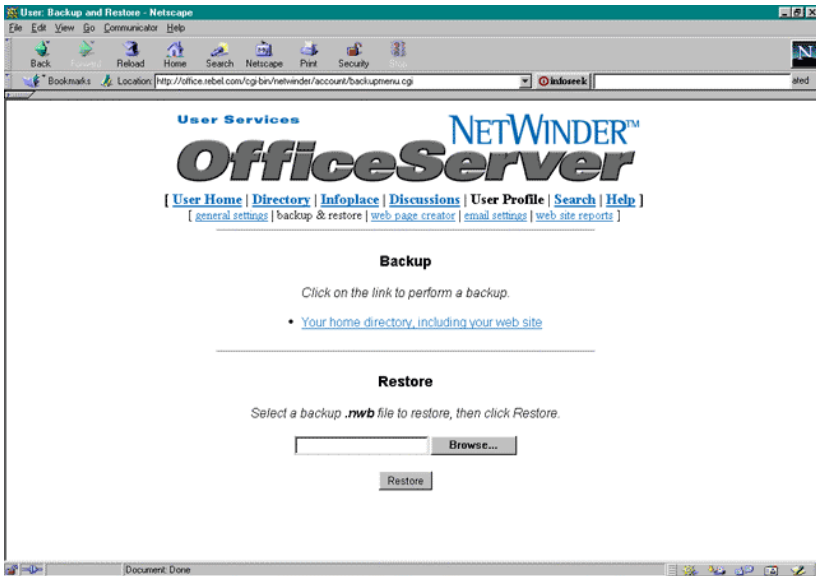 User: Backup and Restore - Netscape
File Edit View Go Communicator Help
Back Forward Reload Home Search Netscape Print Security Stop
Bookmarks Location: http://office.rebel.com/cgi-bin/netwinder/account/backupmenu.cgi infoseek ated
User Services
NETWINDER™
OfficeServer
[ User Home | Directory | Infoplace | Discussions | User Profile | Search | Help ]
[ general settings | backup & restore | web page creator | email settings | web site reports ]
Backup
Click on the link to perform a backup.
• Your home directory, including your web site
Restore
Select a backup .nwb file to restore, then click Restore.
Browse...
Restore
Document: Done